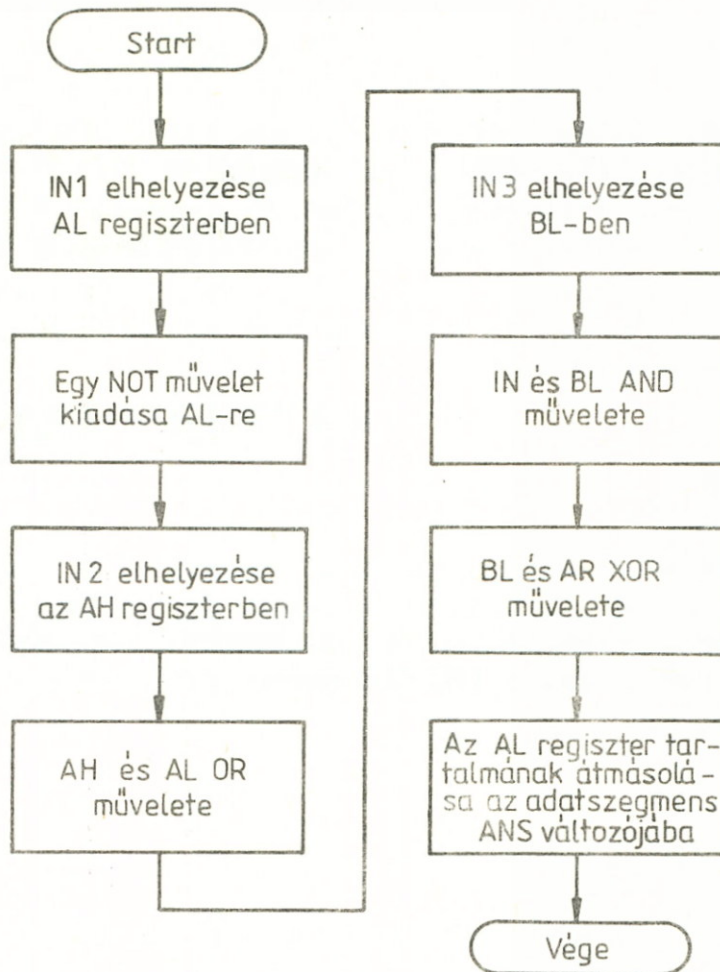 Start
IN1 elhelyezése
AL regiszterben
Egy NOT művelet
kiadása AL-re
IN 2 elhelyezése
az AH regiszterben
AH és AL OR
művelete
IN 3 elhelyezése
BL-ben
IN és BL AND
művelete
BL és AR XOR
művelete
Az AL regiszter tar-
talmának átmásolá-
sa az adatszegmens
ANS változójába
Vége